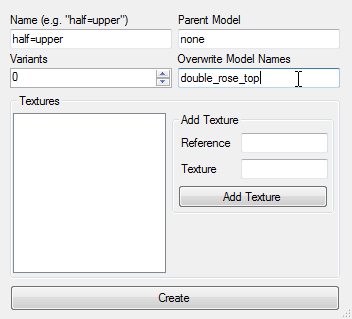 Name (e.g. "half=upper") Parent Model
half=upper none
Variants Overwrite Model Names
0 double_rose_top
Textures
Add Texture
Reference
Texture
Add Texture
Create